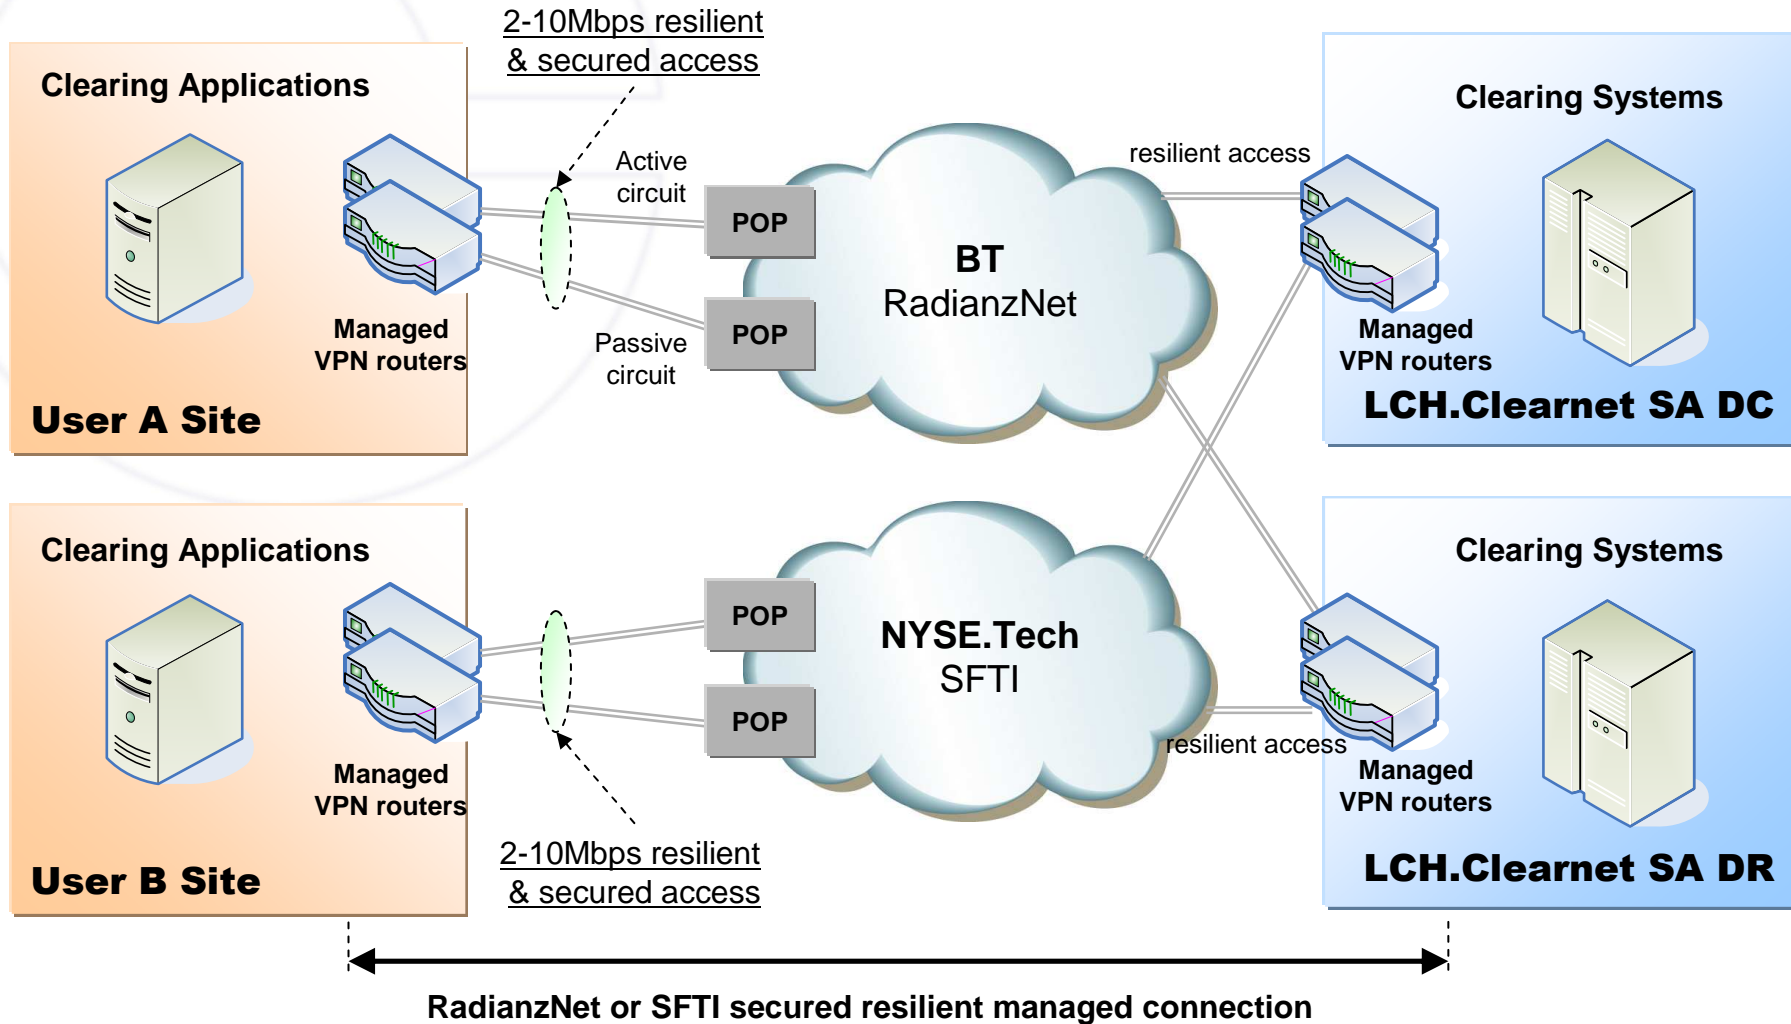 2-10Mbps resilient
& secured access
Clearing Applications
Active
circuit
POP
POP
Passive
circuit
Managed
VPN routers
User A Site
BT
RadianzNet
resilient access
Clearing Systems
Managed
VPN routers
LCH.Clearnet SA DC
Clearing Applications
POP
POP
Managed
VPN routers
User B Site
2-10Mbps resilient
& secured access
NYSE.Tech
SFTI
resilient access
Clearing Systems
Managed
VPN routers
LCH.Clearnet SA DR
RadianzNet or SFTI secured resilient managed connection